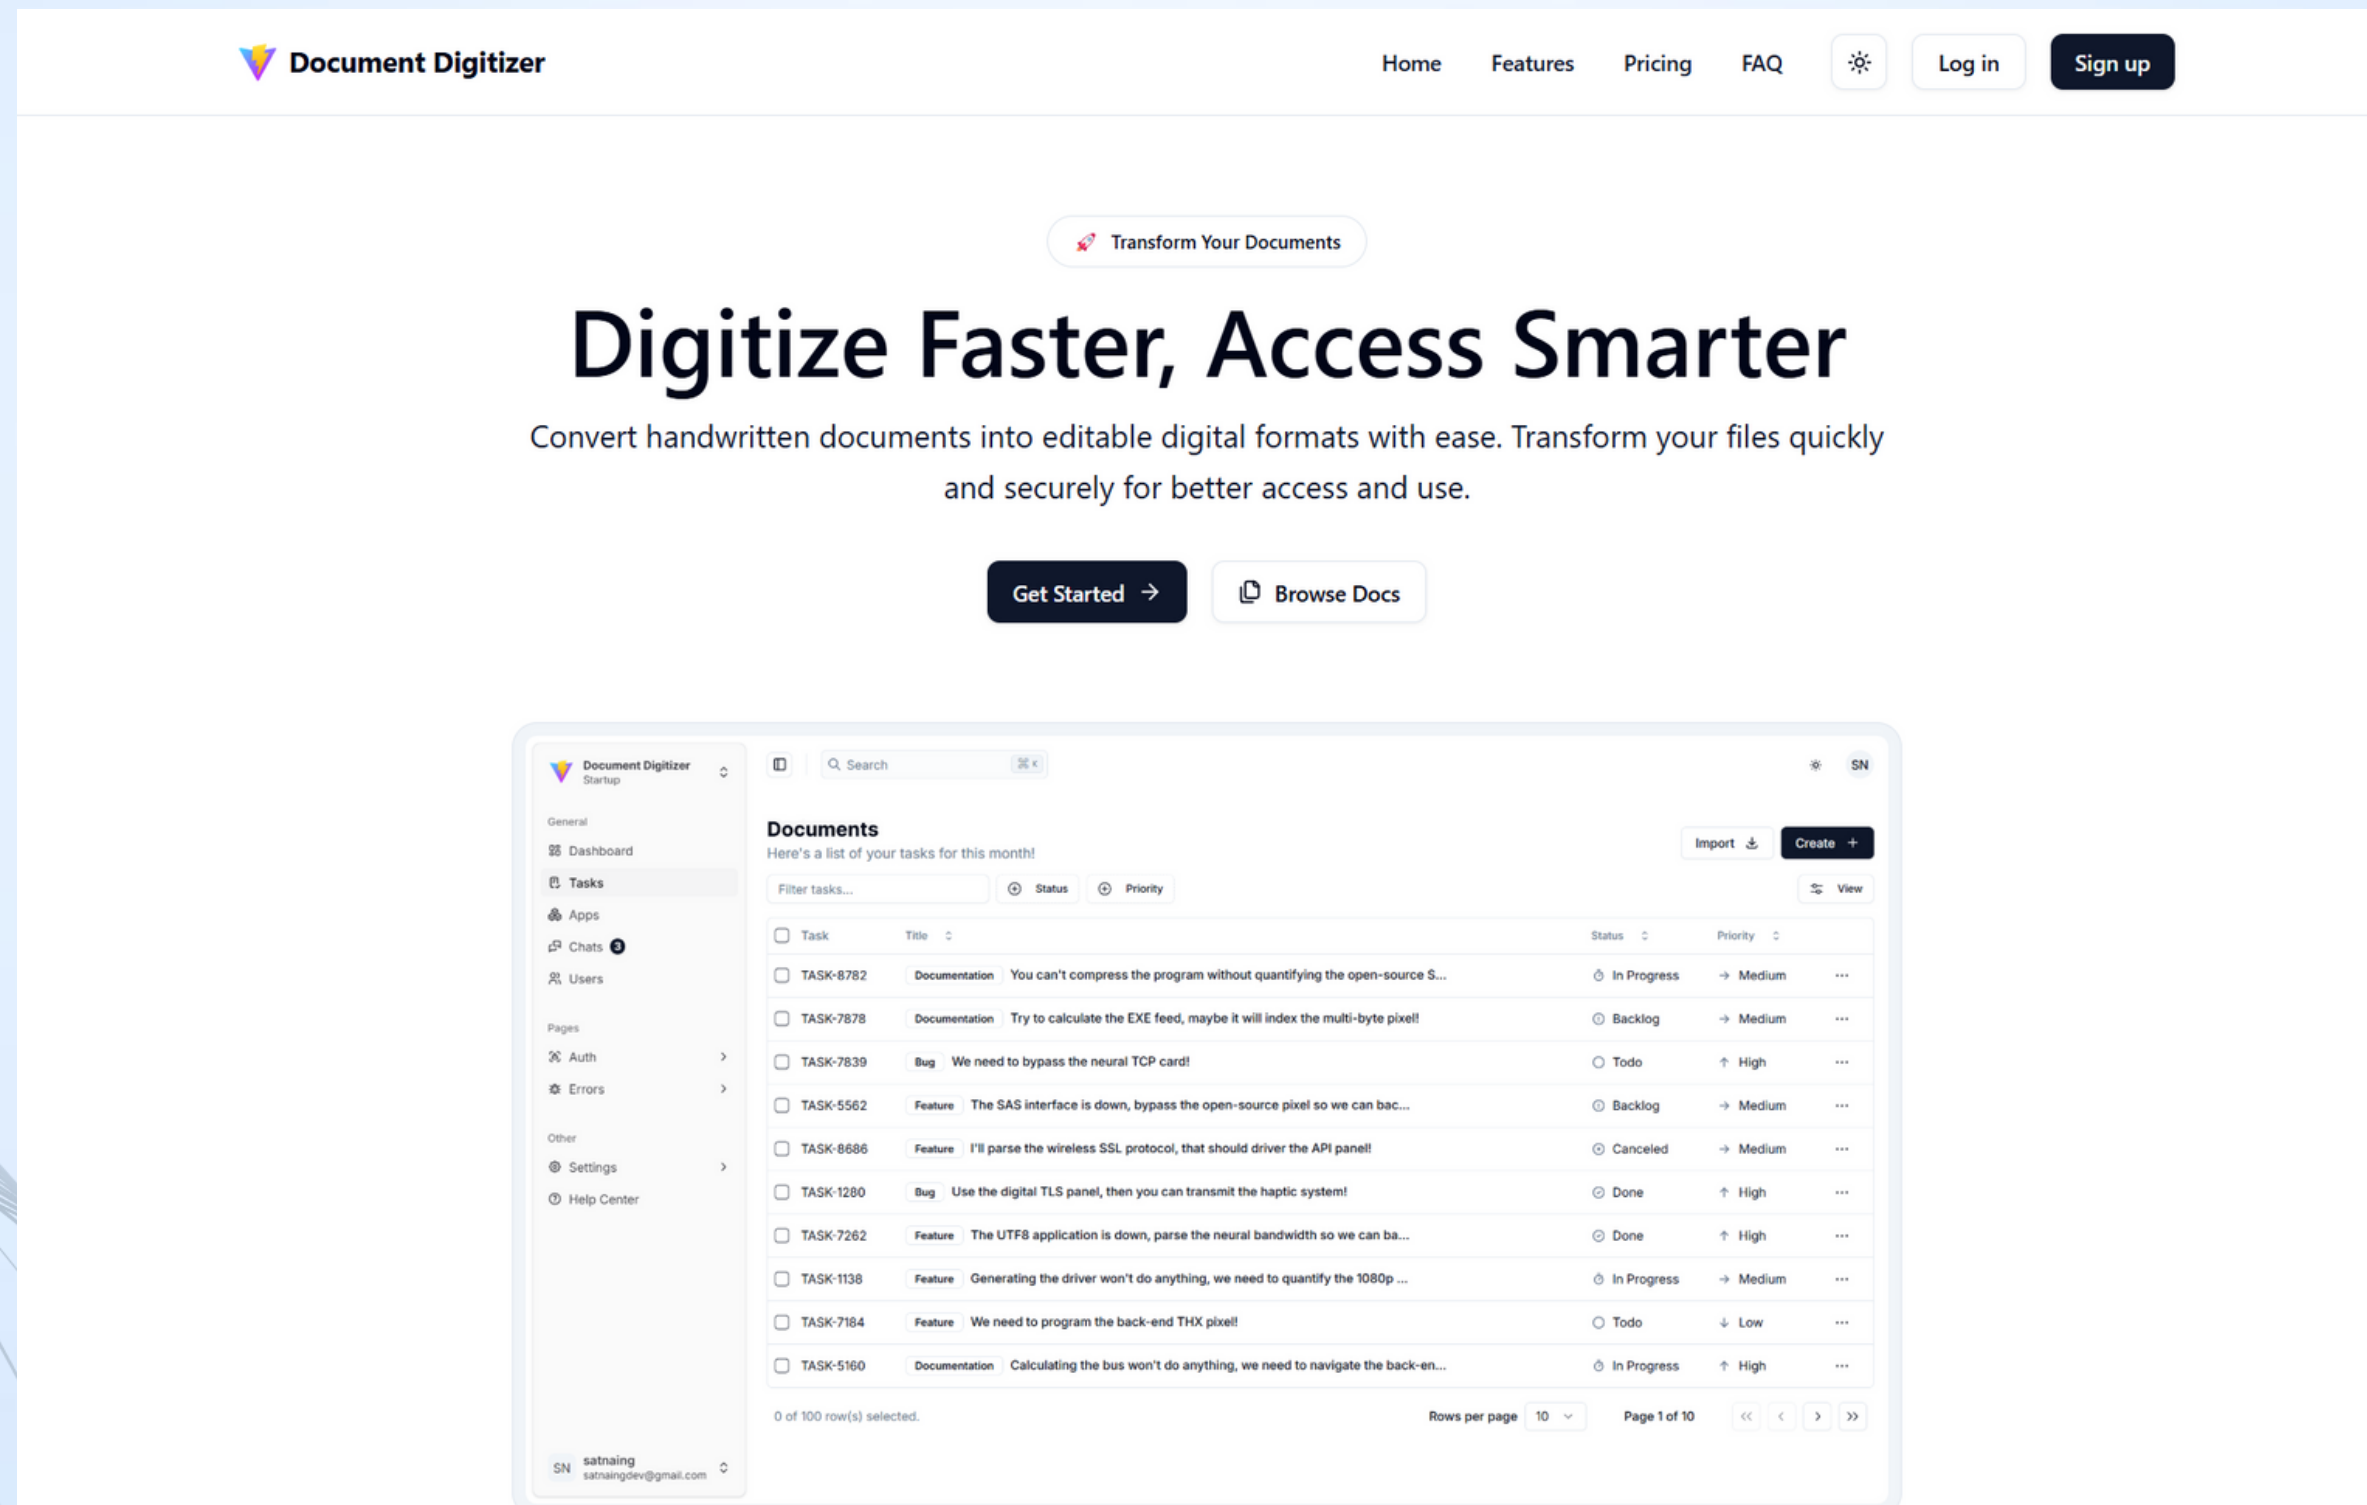 Document Digitizer
Home Features Pricing FAQ Log in Sign up
🚀 Transform Your Documents
Digitize Faster, Access Smarter
Convert handwritten documents into editable digital formats with ease. Transform your files quickly
and securely for better access and use.
Get Started → Browse Docs
Document Digitizer
Startup
General
Dashboard
Tasks
Apps
Chats 3
Users
Pages
Auth
Errors
Other
Settings
Help Center
SN satnaing
satnaingdev@gmail.com
Search ⌘ K
SN
Documents
Here's a list of your tasks for this month!
Import Create +
Filter tasks... Status Priority View
Task Title Status Priority
TASK-8782 Documentation You can't compress the program without quantifying the open-source S... In Progress → Medium ...
TASK-7878 Documentation Try to calculate the EXE feed, maybe it will index the multi-byte pixel! Backlog → Medium ...
TASK-7839 Bug We need to bypass the neural TCP card! Todo ↑ High ...
TASK-5562 Feature The SAS interface is down, bypass the open-source pixel so we can bac... Backlog → Medium ...
TASK-8686 Feature I'll parse the wireless SSL protocol, that should driver the API panel! Canceled → Medium ...
TASK-1280 Bug Use the digital TLS panel, then you can transmit the haptic system! Done ↑ High ...
TASK-7262 Feature The UTF8 application is down, parse the neural bandwidth so we can ba... Done ↑ High ...
TASK-1138 Feature Generating the driver won't do anything, we need to quantify the 1080p ... In Progress → Medium ...
TASK-7184 Feature We need to program the back-end THX pixel! Todo ↓ Low ...
TASK-5160 Documentation Calculating the bus won't do anything, we need to navigate the back-en... In Progress ↑ High ...
0 of 100 row(s) selected. Rows per page 10 Page 1 of 10